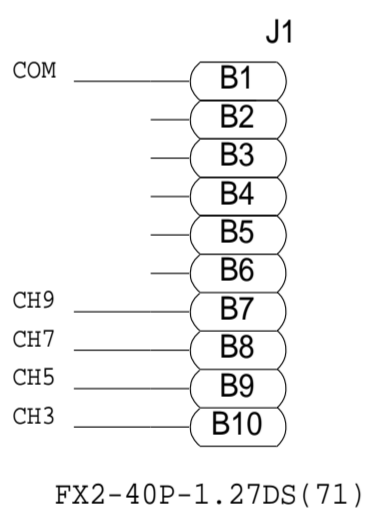 J1
COM B1
B2
B3
B4
B5
B6
CH9 B7
CH7 B8
CH5 B9
CH3 B10
FX2-40P-1.27DS(71)